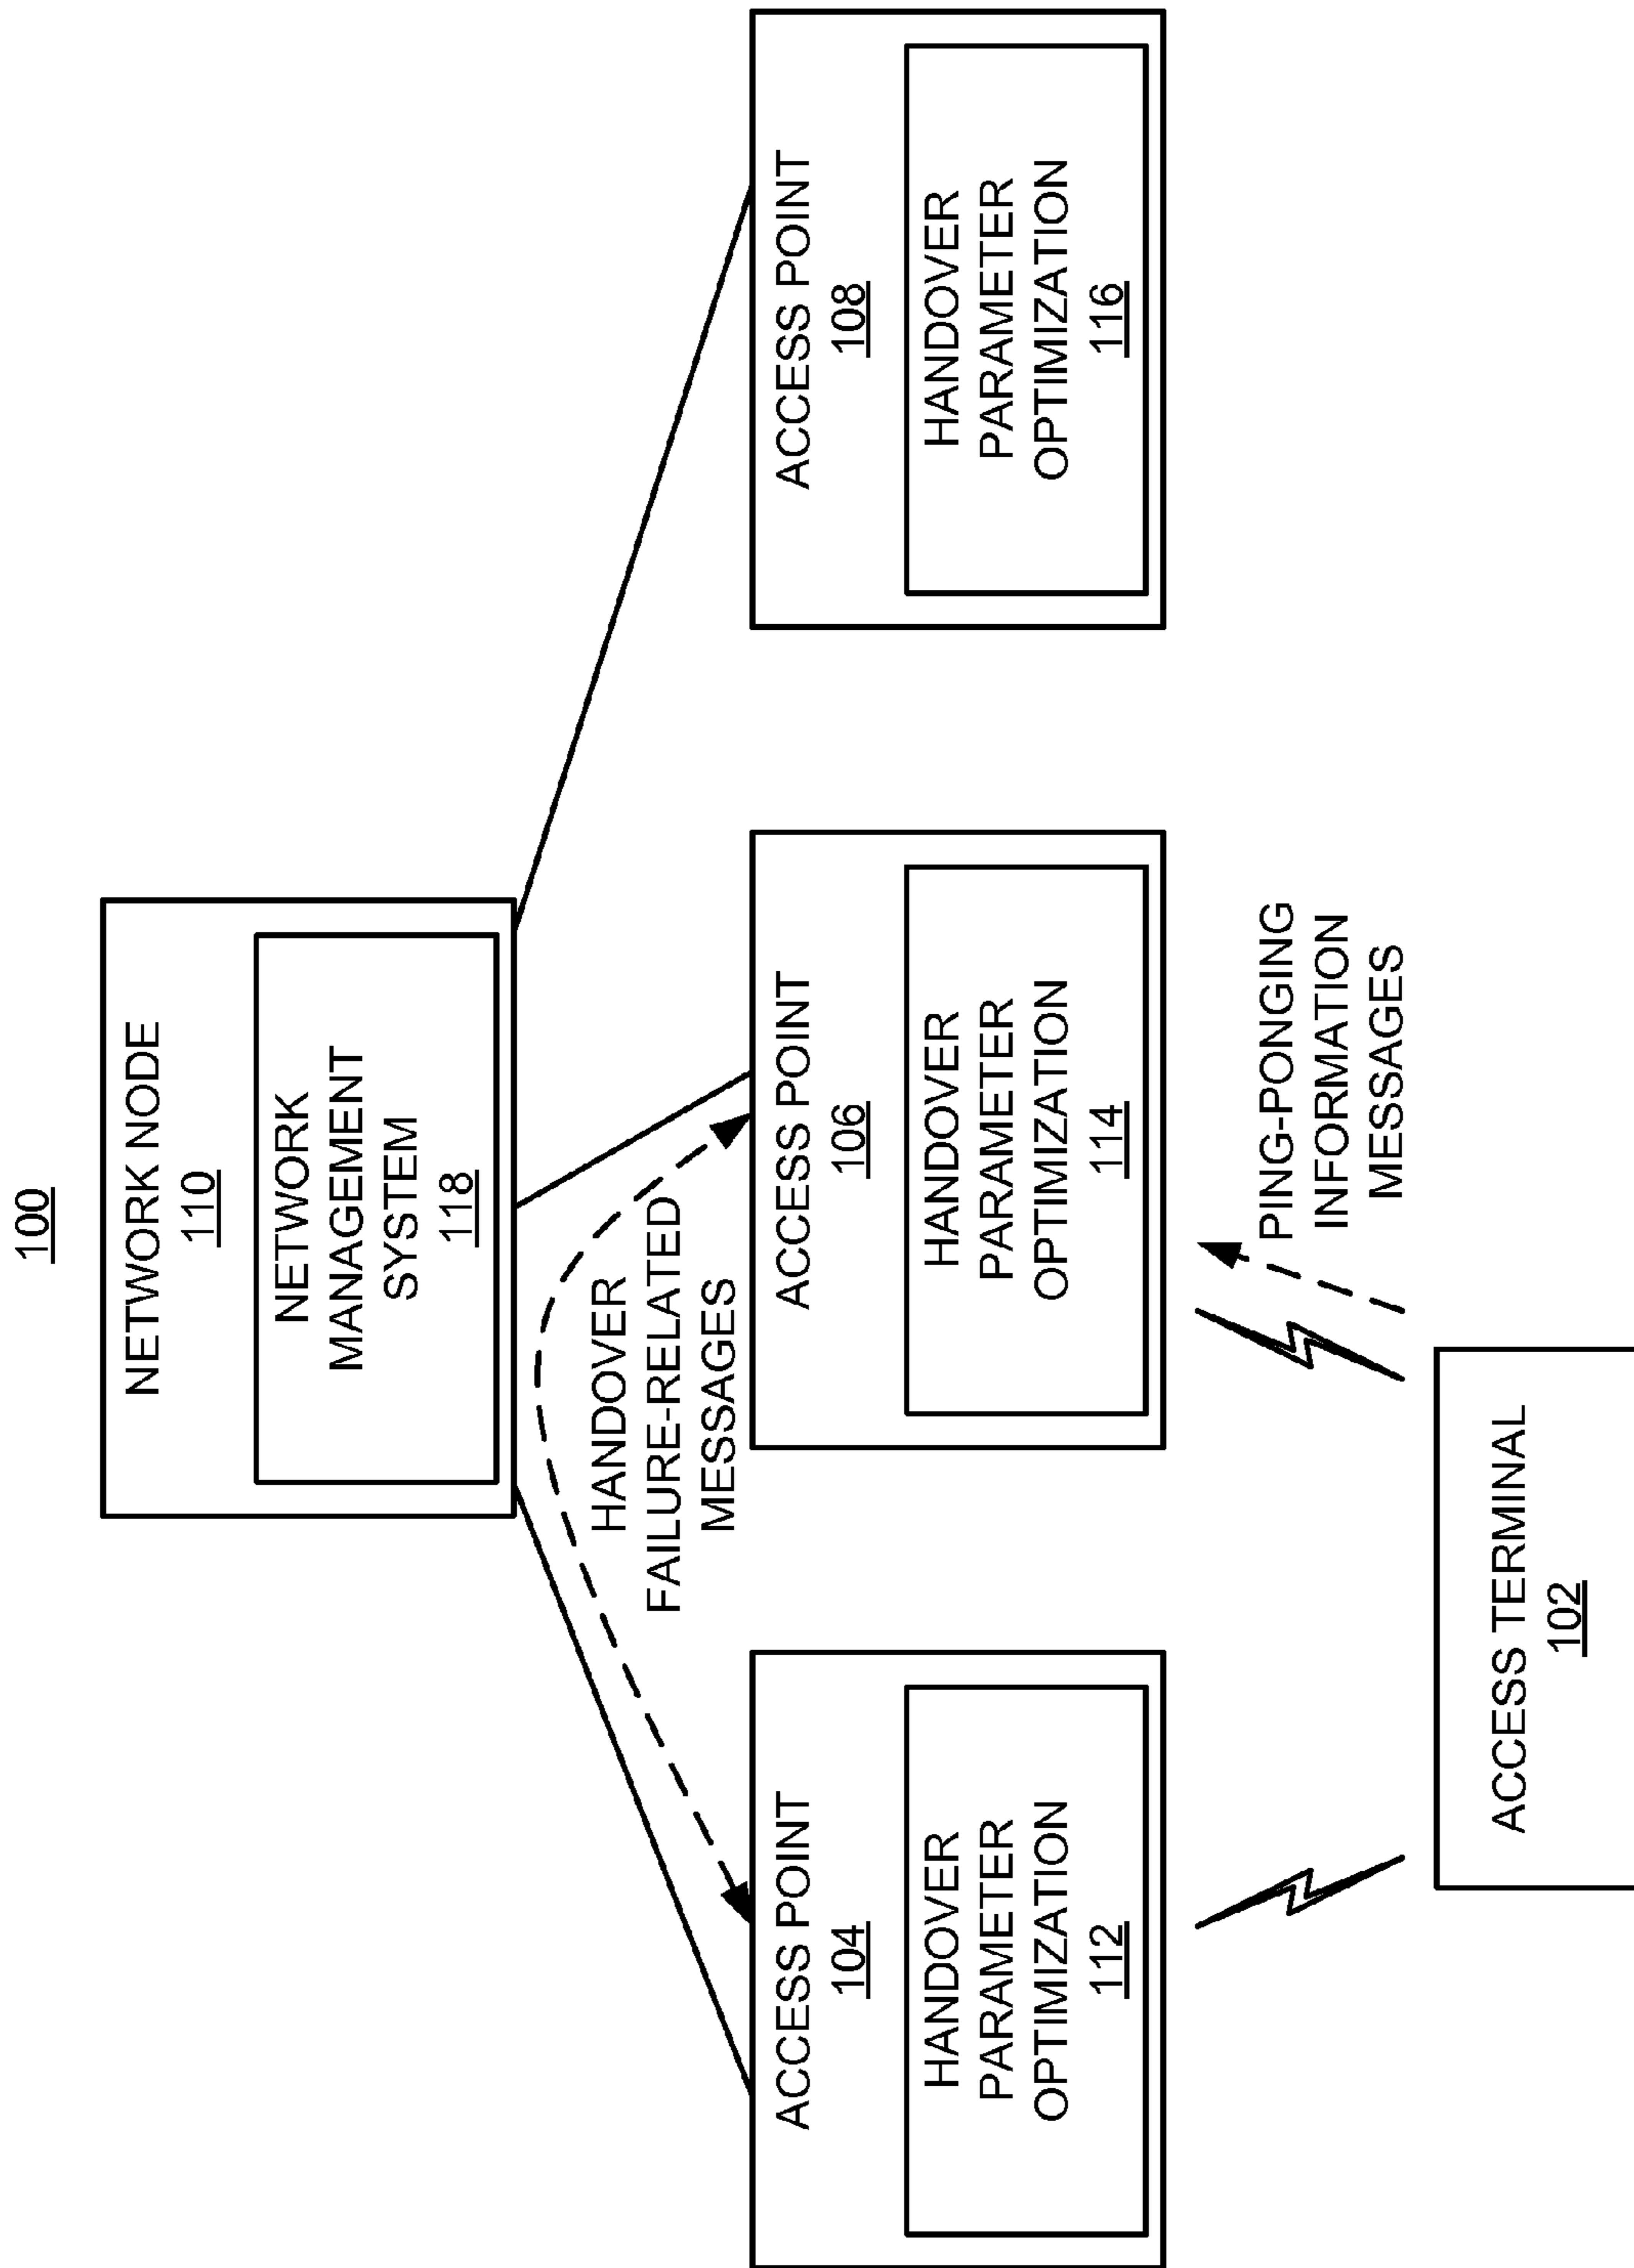 100
NETWORK NODE
110
NETWORK
MANAGEMENT
SYSTEM
118
HANDOVER
FAILURE-RELATED
MESSAGES
ACCESS POINT
104
HANDOVER
PARAMETER
OPTIMIZATION
112
ACCESS POINT
106
HANDOVER
PARAMETER
OPTIMIZATION
114
ACCESS POINT
108
HANDOVER
PARAMETER
OPTIMIZATION
116
PING-PONGING
INFORMATION
MESSAGES
ACCESS TERMINAL
102